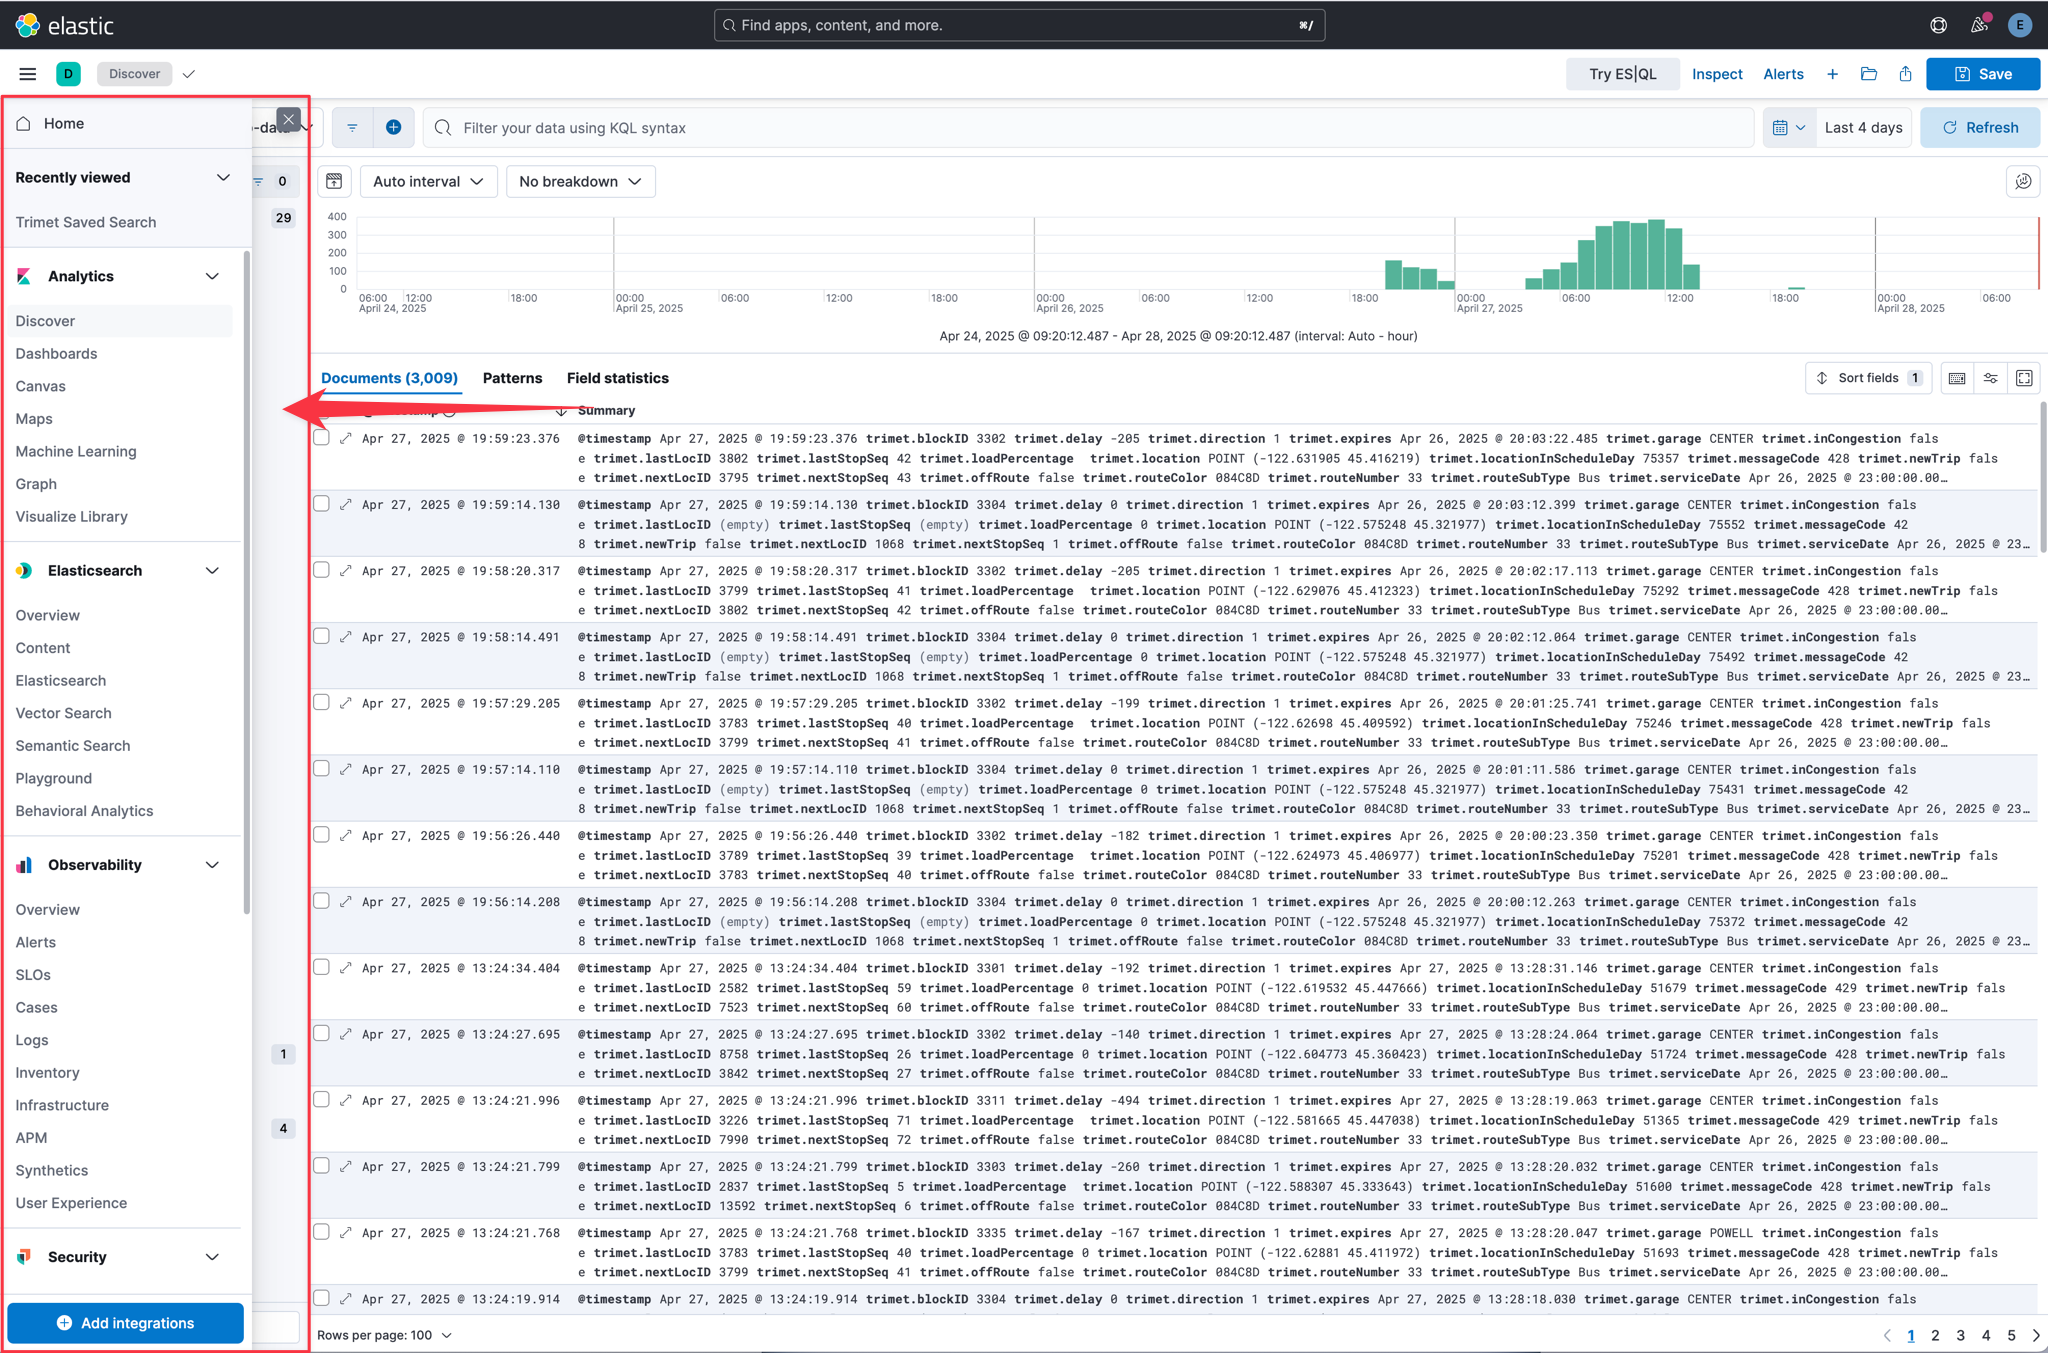 elastic
Find apps, content, and more.
⌘/
E
D
Discover
Try ES|QL
Inspect
Alerts
Save
Home
Filter your data using KQL syntax
Last 4 days
Refresh
Recently viewed
0
Auto interval
No breakdown
Trimet Saved Search
29
400
300
200
100
0
06:00 12:00 18:00 00:00 06:00 12:00 18:00 00:00 06:00 12:00 18:00 00:00 06:00 12:00 18:00 00:00 06:00
April 24, 2025 April 25, 2025 April 26, 2025 April 27, 2025 April 28, 2025
Apr 24, 2025 @ 09:20:12.487 - Apr 28, 2025 @ 09:20:12.487 (interval: Auto - hour)
Analytics
Discover
Dashboards
Canvas
Maps
Machine Learning
Graph
Visualize Library
Elasticsearch
Overview
Content
Elasticsearch
Vector Search
Semantic Search
Playground
Behavioral Analytics
Observability
Overview
Alerts
SLOs
Cases
Logs
1
Inventory
Infrastructure
4
APM
Synthetics
User Experience
Security
Add integrations
Documents (3,009)
Patterns
Field statistics
Sort fields 1
Summary
Apr 27, 2025 @ 19:59:23.376 @timestamp Apr 27, 2025 @ 19:59:23.376 trimet.blockID 3302 trimet.delay -205 trimet.direction 1 trimet.expires Apr 26, 2025 @ 20:03:22.485 trimet.garage CENTER trimet.inCongestion fals
e trimet.lastLocID 3802 trimet.lastStopSeq 42 trimet.loadPercentage trimet.location POINT (-122.631905 45.416219) trimet.locationInScheduleDay 75357 trimet.messageCode 428 trimet.newTrip fals
e trimet.nextLocID 3795 trimet.nextStopSeq 43 trimet.offRoute false trimet.routeColor 084C8D trimet.routeNumber 33 trimet.routeSubType Bus trimet.serviceDate Apr 26, 2025 @ 23:00:00.00…
Apr 27, 2025 @ 19:59:14.130 @timestamp Apr 27, 2025 @ 19:59:14.130 trimet.blockID 3304 trimet.delay 0 trimet.direction 1 trimet.expires Apr 26, 2025 @ 20:03:12.399 trimet.garage CENTER trimet.inCongestion fals
e trimet.lastLocID (empty) trimet.lastStopSeq (empty) trimet.loadPercentage 0 trimet.location POINT (-122.575248 45.321977) trimet.locationInScheduleDay 75552 trimet.messageCode 42
8 trimet.newTrip false trimet.nextLocID 1068 trimet.nextStopSeq 1 trimet.offRoute false trimet.routeColor 084C8D trimet.routeNumber 33 trimet.routeSubType Bus trimet.serviceDate Apr 26, 2025 @ 23…
Apr 27, 2025 @ 19:58:20.317 @timestamp Apr 27, 2025 @ 19:58:20.317 trimet.blockID 3302 trimet.delay -205 trimet.direction 1 trimet.expires Apr 26, 2025 @ 20:02:17.113 trimet.garage CENTER trimet.inCongestion fals
e trimet.lastLocID 3799 trimet.lastStopSeq 41 trimet.loadPercentage trimet.location POINT (-122.629076 45.412323) trimet.locationInScheduleDay 75292 trimet.messageCode 428 trimet.newTrip fals
e trimet.nextLocID 3802 trimet.nextStopSeq 42 trimet.offRoute false trimet.routeColor 084C8D trimet.routeNumber 33 trimet.routeSubType Bus trimet.serviceDate Apr 26, 2025 @ 23:00:00.00…
Apr 27, 2025 @ 19:58:14.491 @timestamp Apr 27, 2025 @ 19:58:14.491 trimet.blockID 3304 trimet.delay 0 trimet.direction 1 trimet.expires Apr 26, 2025 @ 20:02:12.064 trimet.garage CENTER trimet.inCongestion fals
e trimet.lastLocID (empty) trimet.lastStopSeq (empty) trimet.loadPercentage 0 trimet.location POINT (-122.575248 45.321977) trimet.locationInScheduleDay 75492 trimet.messageCode 42
8 trimet.newTrip false trimet.nextLocID 1068 trimet.nextStopSeq 1 trimet.offRoute false trimet.routeColor 084C8D trimet.routeNumber 33 trimet.routeSubType Bus trimet.serviceDate Apr 26, 2025 @ 23…
Apr 27, 2025 @ 19:57:29.205 @timestamp Apr 27, 2025 @ 19:57:29.205 trimet.blockID 3302 trimet.delay -199 trimet.direction 1 trimet.expires Apr 26, 2025 @ 20:01:25.741 trimet.garage CENTER trimet.inCongestion fals
e trimet.lastLocID 3783 trimet.lastStopSeq 40 trimet.loadPercentage trimet.location POINT (-122.62698 45.409592) trimet.locationInScheduleDay 75246 trimet.messageCode 428 trimet.newTrip fals
e trimet.nextLocID 3799 trimet.nextStopSeq 41 trimet.offRoute false trimet.routeColor 084C8D trimet.routeNumber 33 trimet.routeSubType Bus trimet.serviceDate Apr 26, 2025 @ 23:00:00.00…
Apr 27, 2025 @ 19:57:14.110 @timestamp Apr 27, 2025 @ 19:57:14.110 trimet.blockID 3304 trimet.delay 0 trimet.direction 1 trimet.expires Apr 26, 2025 @ 20:01:11.586 trimet.garage CENTER trimet.inCongestion fals
e trimet.lastLocID (empty) trimet.lastStopSeq (empty) trimet.loadPercentage 0 trimet.location POINT (-122.575248 45.321977) trimet.locationInScheduleDay 75431 trimet.messageCode 42
8 trimet.newTrip false trimet.nextLocID 1068 trimet.nextStopSeq 1 trimet.offRoute false trimet.routeColor 084C8D trimet.routeNumber 33 trimet.routeSubType Bus trimet.serviceDate Apr 26, 2025 @ 23…
Apr 27, 2025 @ 19:56:26.440 @timestamp Apr 27, 2025 @ 19:56:26.440 trimet.blockID 3302 trimet.delay -182 trimet.direction 1 trimet.expires Apr 26, 2025 @ 20:00:23.350 trimet.garage CENTER trimet.inCongestion fals
e trimet.lastLocID 3789 trimet.lastStopSeq 39 trimet.loadPercentage trimet.location POINT (-122.624973 45.406977) trimet.locationInScheduleDay 75201 trimet.messageCode 428 trimet.newTrip fals
e trimet.nextLocID 3783 trimet.nextStopSeq 40 trimet.offRoute false trimet.routeColor 084C8D trimet.routeNumber 33 trimet.routeSubType Bus trimet.serviceDate Apr 26, 2025 @ 23:00:00.00…
Apr 27, 2025 @ 19:56:14.208 @timestamp Apr 27, 2025 @ 19:56:14.208 trimet.blockID 3304 trimet.delay 0 trimet.direction 1 trimet.expires Apr 26, 2025 @ 20:00:12.263 trimet.garage CENTER trimet.inCongestion fals
e trimet.lastLocID (empty) trimet.lastStopSeq (empty) trimet.loadPercentage 0 trimet.location POINT (-122.575248 45.321977) trimet.locationInScheduleDay 75372 trimet.messageCode 42
8 trimet.newTrip false trimet.nextLocID 1068 trimet.nextStopSeq 1 trimet.offRoute false trimet.routeColor 084C8D trimet.routeNumber 33 trimet.routeSubType Bus trimet.serviceDate Apr 26, 2025 @ 23…
Apr 27, 2025 @ 13:24:34.404 @timestamp Apr 27, 2025 @ 13:24:34.404 trimet.blockID 3301 trimet.delay -192 trimet.direction 1 trimet.expires Apr 27, 2025 @ 13:28:31.146 trimet.garage CENTER trimet.inCongestion fals
e trimet.lastLocID 2582 trimet.lastStopSeq 59 trimet.loadPercentage 0 trimet.location POINT (-122.619532 45.447666) trimet.locationInScheduleDay 51679 trimet.messageCode 429 trimet.newTrip fals
e trimet.nextLocID 7523 trimet.nextStopSeq 60 trimet.offRoute false trimet.routeColor 084C8D trimet.routeNumber 33 trimet.routeSubType Bus trimet.serviceDate Apr 26, 2025 @ 23:00:00.00…
Apr 27, 2025 @ 13:24:27.695 @timestamp Apr 27, 2025 @ 13:24:27.695 trimet.blockID 3302 trimet.delay -140 trimet.direction 1 trimet.expires Apr 27, 2025 @ 13:28:24.064 trimet.garage CENTER trimet.inCongestion fals
e trimet.lastLocID 8758 trimet.lastStopSeq 26 trimet.loadPercentage 0 trimet.location POINT (-122.604773 45.360423) trimet.locationInScheduleDay 51724 trimet.messageCode 428 trimet.newTrip fals
e trimet.nextLocID 3842 trimet.nextStopSeq 27 trimet.offRoute false trimet.routeColor 084C8D trimet.routeNumber 33 trimet.routeSubType Bus trimet.serviceDate Apr 26, 2025 @ 23:00:00.00…
Apr 27, 2025 @ 13:24:21.996 @timestamp Apr 27, 2025 @ 13:24:21.996 trimet.blockID 3311 trimet.delay -494 trimet.direction 1 trimet.expires Apr 27, 2025 @ 13:28:19.063 trimet.garage CENTER trimet.inCongestion fals
e trimet.lastLocID 3226 trimet.lastStopSeq 71 trimet.loadPercentage trimet.location POINT (-122.581665 45.447038) trimet.locationInScheduleDay 51365 trimet.messageCode 429 trimet.newTrip fals
e trimet.nextLocID 7990 trimet.nextStopSeq 72 trimet.offRoute false trimet.routeColor 084C8D trimet.routeNumber 33 trimet.routeSubType Bus trimet.serviceDate Apr 26, 2025 @ 23:00:00.00…
Apr 27, 2025 @ 13:24:21.799 @timestamp Apr 27, 2025 @ 13:24:21.799 trimet.blockID 3303 trimet.delay -260 trimet.direction 1 trimet.expires Apr 27, 2025 @ 13:28:20.032 trimet.garage CENTER trimet.inCongestion fals
e trimet.lastLocID 2837 trimet.lastStopSeq 5 trimet.loadPercentage trimet.location POINT (-122.588307 45.333643) trimet.locationInScheduleDay 51600 trimet.messageCode 428 trimet.newTrip fals
e trimet.nextLocID 13592 trimet.nextStopSeq 6 trimet.offRoute false trimet.routeColor 084C8D trimet.routeNumber 33 trimet.routeSubType Bus trimet.serviceDate Apr 26, 2025 @ 23:00:00.00…
Apr 27, 2025 @ 13:24:21.768 @timestamp Apr 27, 2025 @ 13:24:21.768 trimet.blockID 3335 trimet.delay -167 trimet.direction 1 trimet.expires Apr 27, 2025 @ 13:28:20.047 trimet.garage POWELL trimet.inCongestion fals
e trimet.lastLocID 3783 trimet.lastStopSeq 40 trimet.loadPercentage 0 trimet.location POINT (-122.62881 45.411972) trimet.locationInScheduleDay 51693 trimet.messageCode 428 trimet.newTrip fals
e trimet.nextLocID 3799 trimet.nextStopSeq 41 trimet.offRoute false trimet.routeColor 084C8D trimet.routeNumber 33 trimet.routeSubType Bus trimet.serviceDate Apr 26, 2025 @ 23:00:00.00…
Apr 27, 2025 @ 13:24:19.914 @timestamp Apr 27, 2025 @ 13:24:19.914 trimet.blockID 3304 trimet.delay 0 trimet.direction 1 trimet.expires Apr 27, 2025 @ 13:28:18.030 trimet.garage CENTER trimet.inCongestion fals
Rows per page: 100
1 2 3 4 5